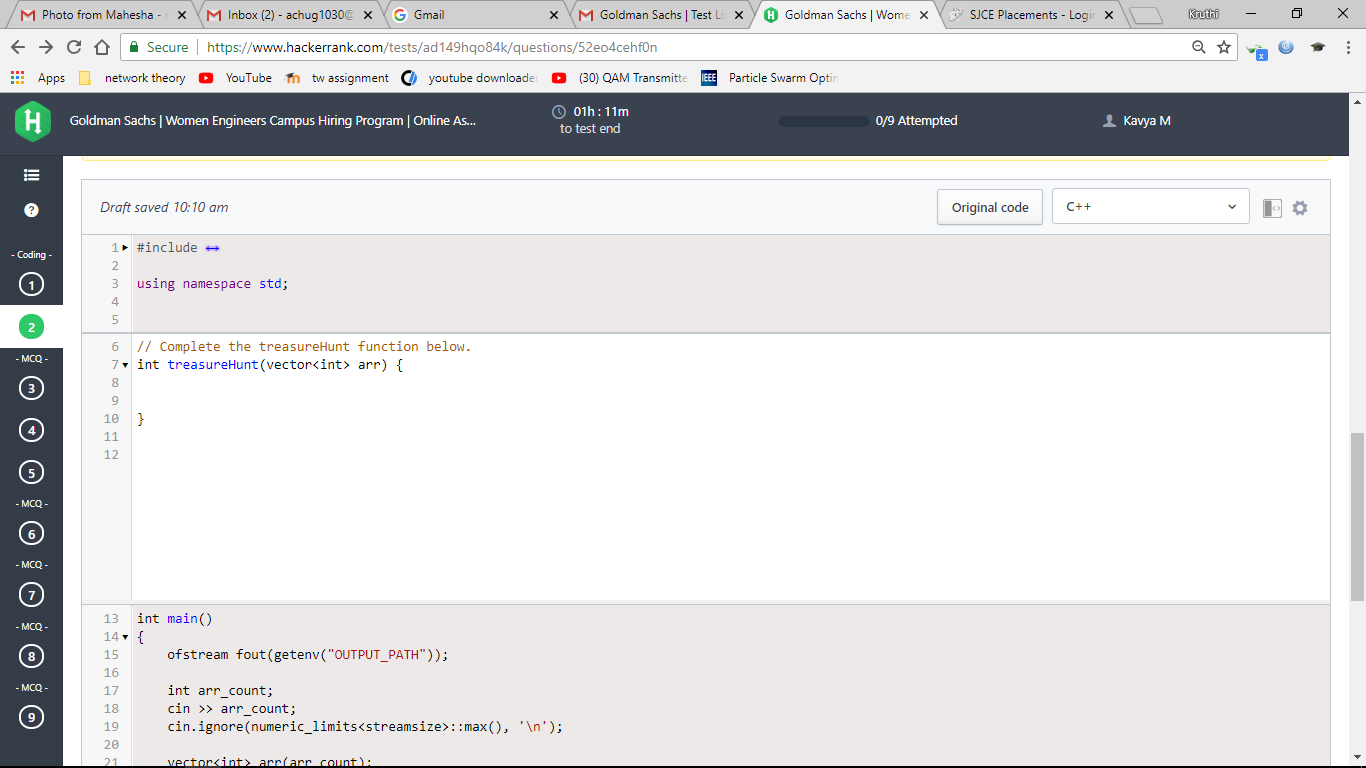 Photo from Mahesha -
Inbox (2) - achug1030@
Gmail
Goldman Sachs | Test Li
Goldman Sachs | Wome
SJCE Placements - Login
Kruthi
Secure https://www.hackerrank.com/tests/ad149hqo84k/questions/52eo4cehf0n
Apps network theory YouTube tw assignment youtube downloade (30) QAM Transmitte IEEE Particle Swarm Opti
Goldman Sachs | Women Engineers Campus Hiring Program | Online As...
01h : 11m
to test end
0/9 Attempted
Kavya M
Draft saved 10:10 am
Original code
C++
- Coding -
1
2
- MCQ -
3
4
5
- MCQ -
6
- MCQ -
7
- MCQ -
8
- MCQ -
9
1 #include
2
3 using namespace std;
4
5
6 // Complete the treasureHunt function below.
7 int treasureHunt(vector<int> arr) {
8
9
10 }
11
12
13 int main()
14 {
15 ofstream fout(getenv("OUTPUT_PATH"));
16
17 int arr_count;
18 cin >> arr_count;
19 cin.ignore(numeric_limits<streamsize>::max(), '\n');
20
21 vector<int> arr(arr_count);